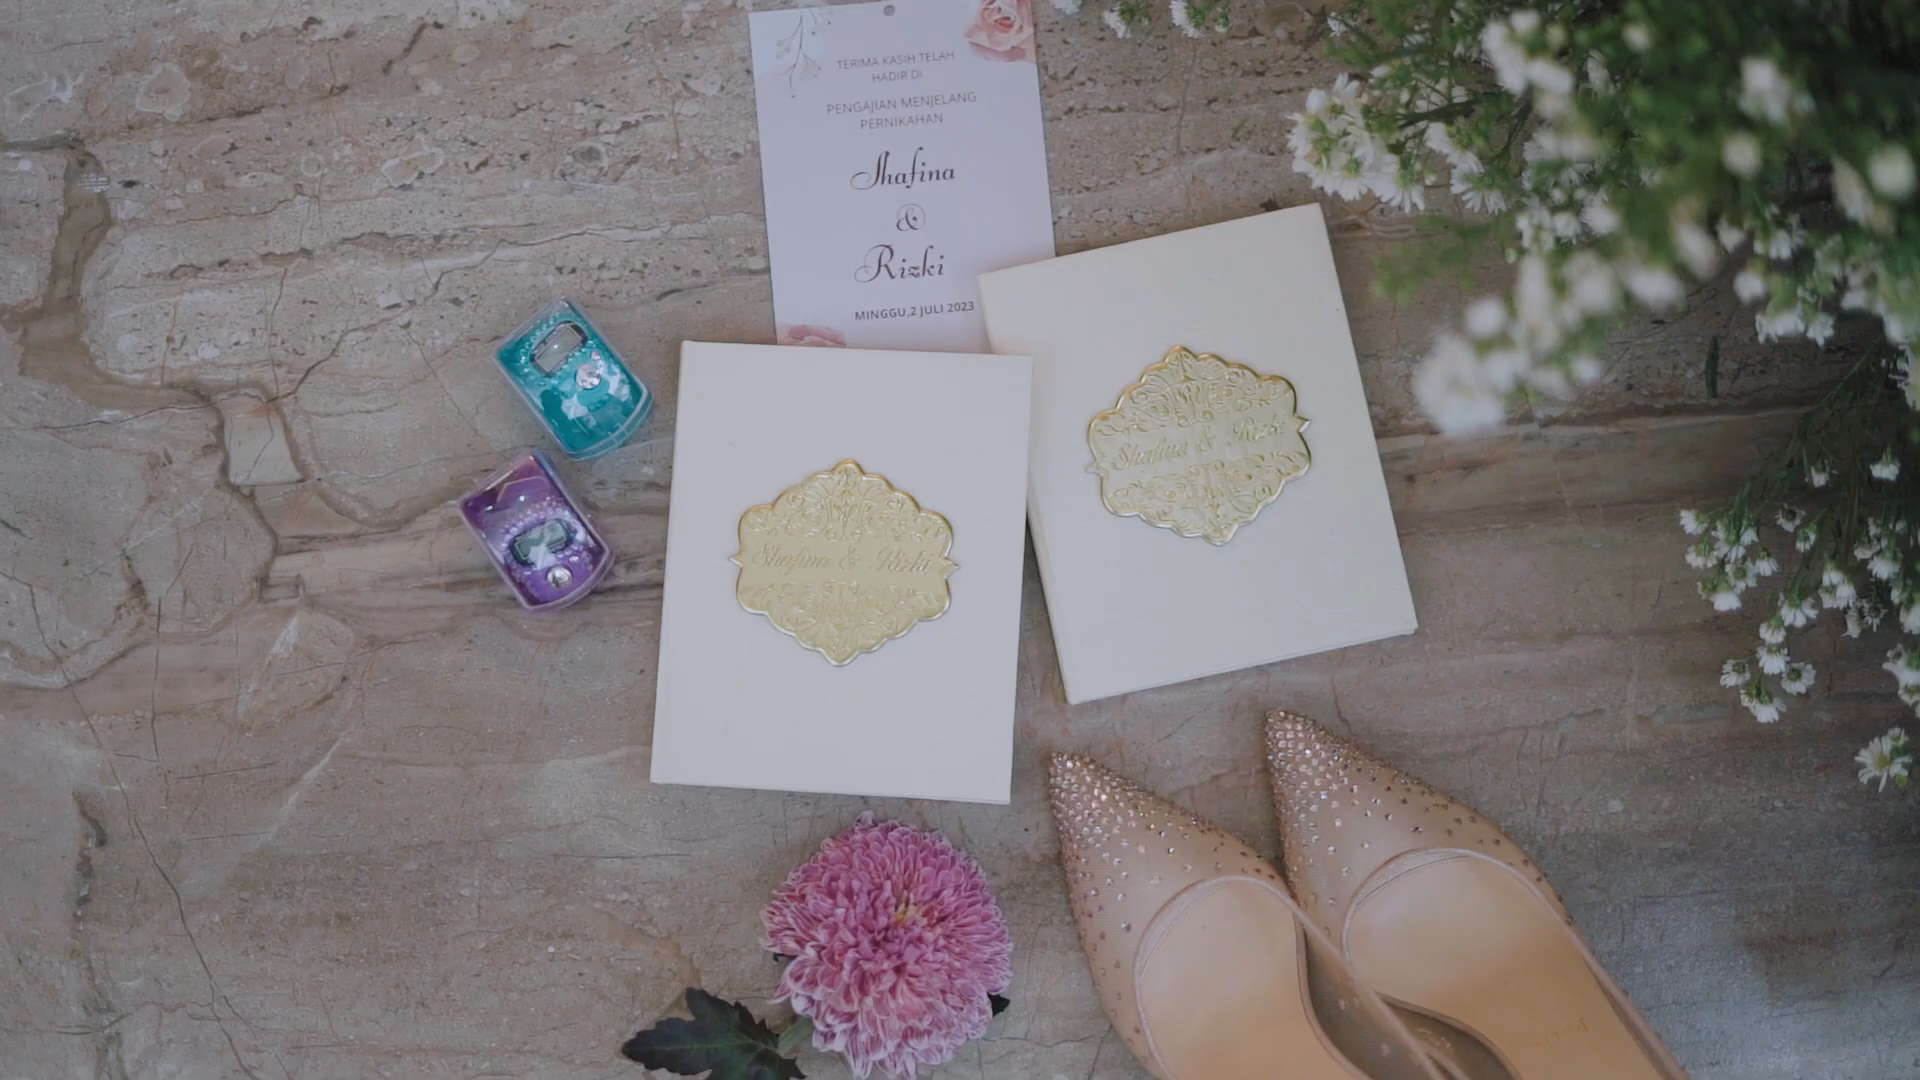 TERIMA KASIH TELAH
HADIR DI
PENGAJIAN MENJELANG
PERNIKAHAN
Shafina
&
Rizki
MINGGU,2 JULI 2023
Shafina & Rizki
Shafina & Rizki